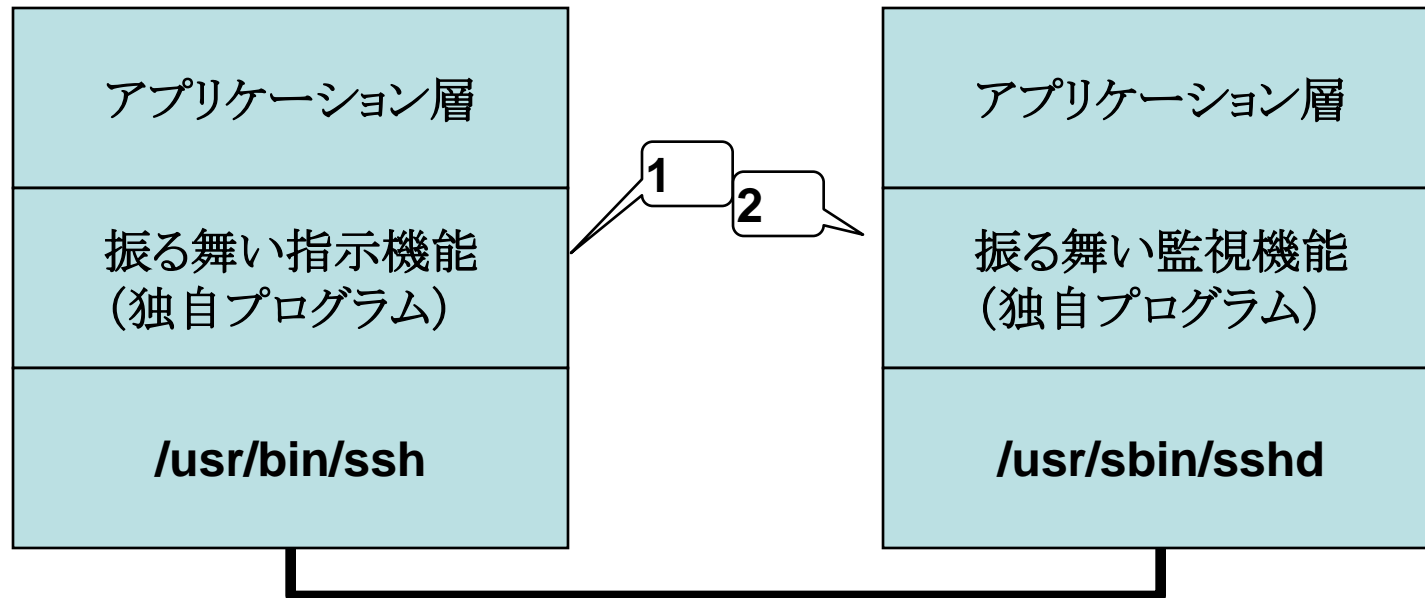 アプリケーション層
振る舞い指示機能
（独自プログラム）
/usr/bin/ssh
1
2
アプリケーション層
振る舞い監視機能
（独自プログラム）
/usr/sbin/sshd